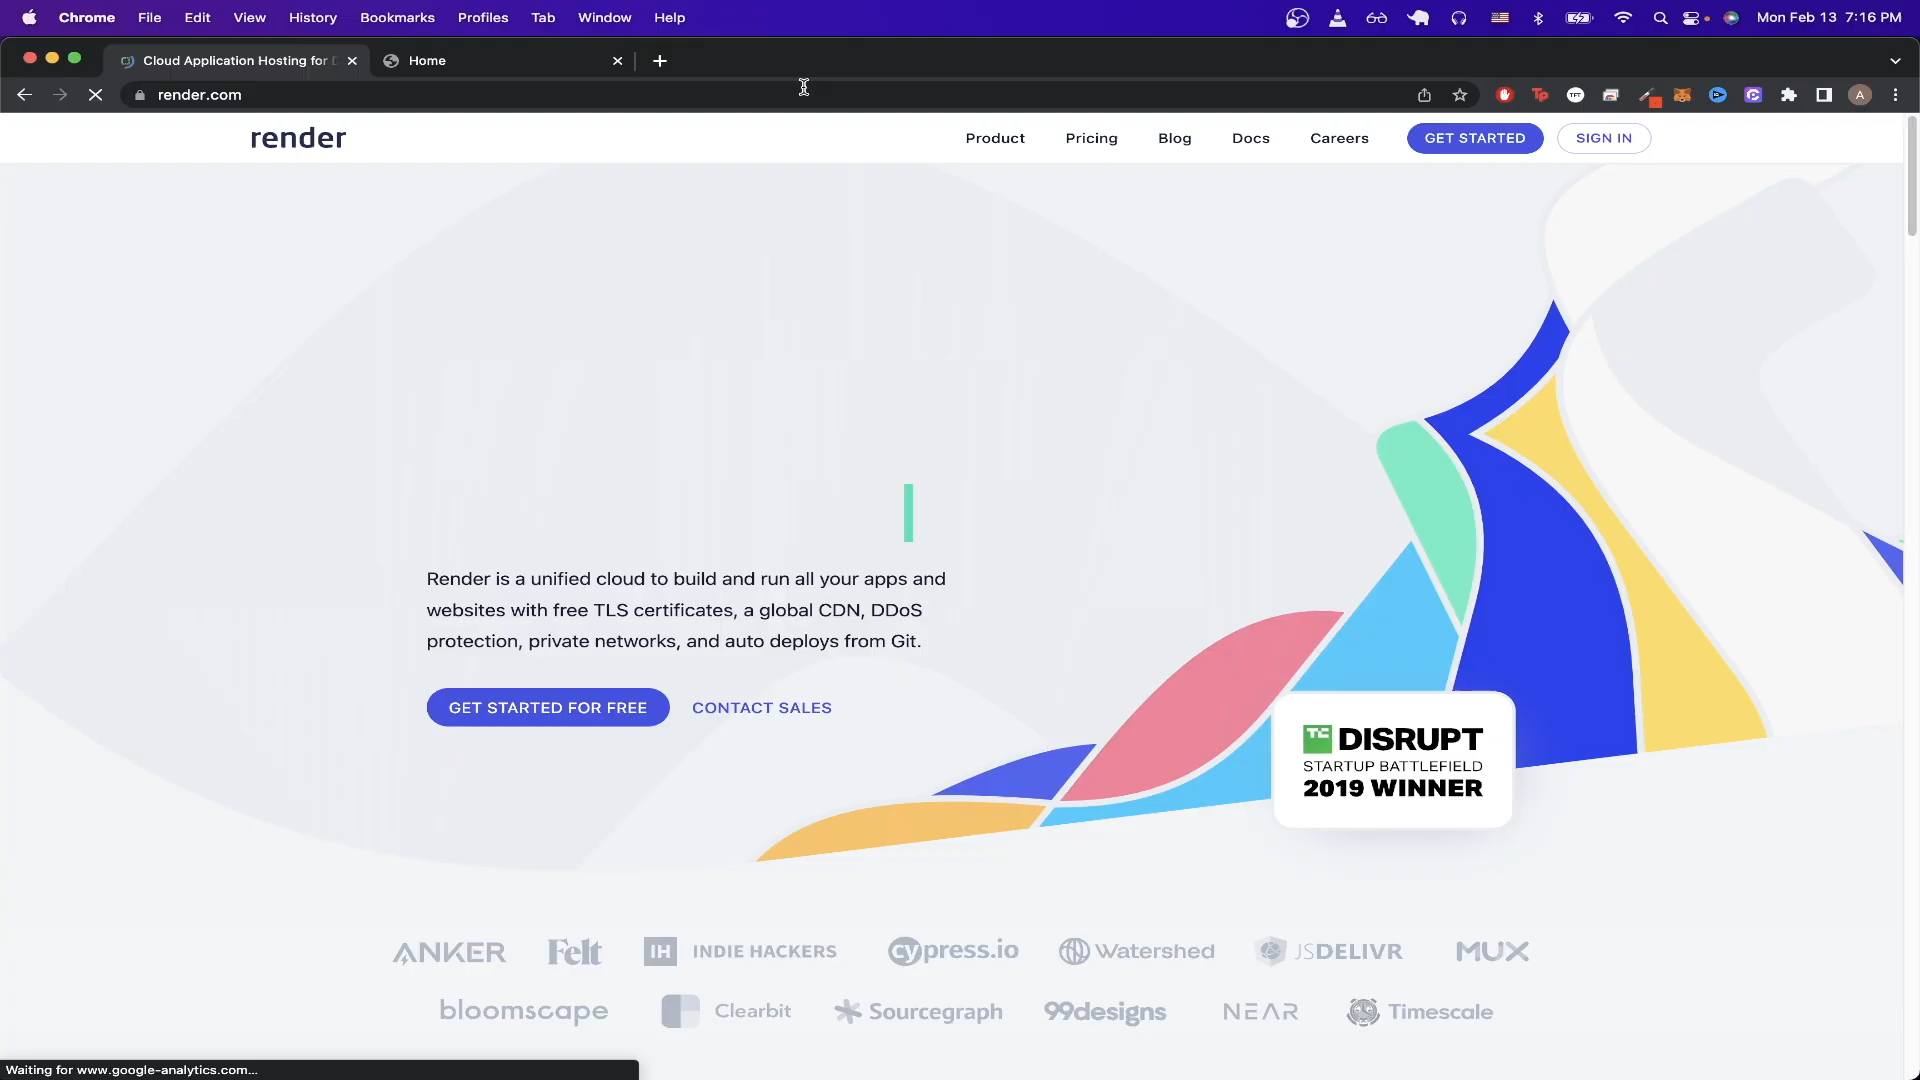 Chrome File Edit View History Bookmarks Profiles Tab Window Help Mon Feb 13 7:16 PM
Cloud Application Hosting for D Home
render.com
render Product Pricing Blog Docs Careers GET STARTED SIGN IN
Render is a unified cloud to build and run all your apps and
websites with free TLS certificates, a global CDN, DDoS
protection, private networks, and auto deploys from Git.
GET STARTED FOR FREE CONTACT SALES
TC DISRUPT
STARTUP BATTLEFIELD
2019 WINNER
ANKER Felt IH INDIE HACKERS cypress.io Watershed JSDELIVR MUX
bloomscape Clearbit Sourcegraph 99designs NEAR Timescale
Waiting for www.google-analytics.com...